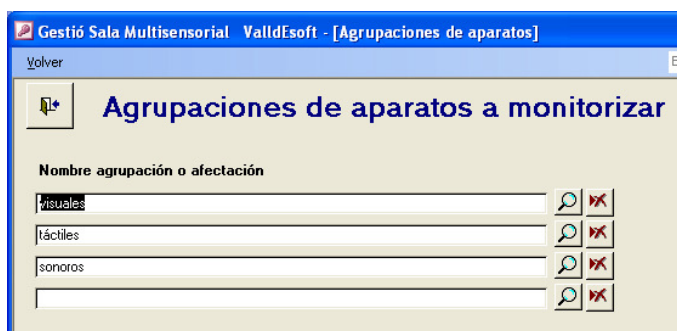 Gestió Sala Multisensorial ValldEsoft - [Agrupaciones de aparatos]
Volver
Agrupaciones de aparatos a monitorizar
Nombre agrupación o afectación
visuales
táctiles
sonoros